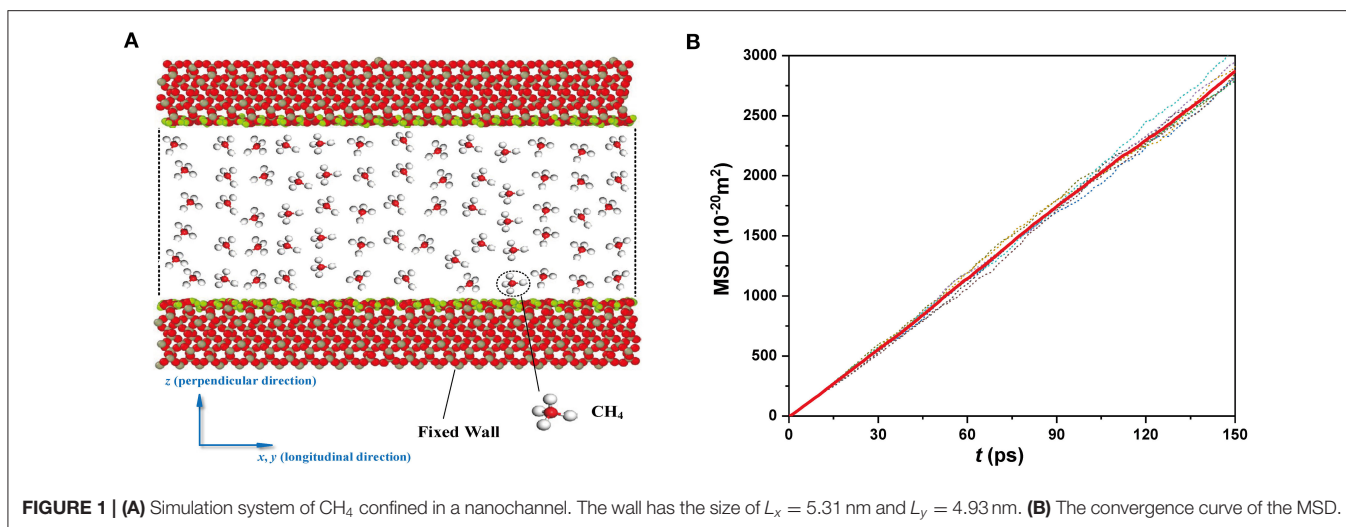 A
z (perpendicular direction)
x, y (longitudinal direction)
Fixed Wall
CH₄
B
MSD (10⁻²⁰m²)
3000
2500
2000
1500
1000
500
0
0 30 60 90 120 150
t (ps)
FIGURE 1 | (A) Simulation system of CH₄ confined in a nanochannel. The wall has the size of Lₓ = 5.31 nm and L_y = 4.93 nm. (B) The convergence curve of the MSD.